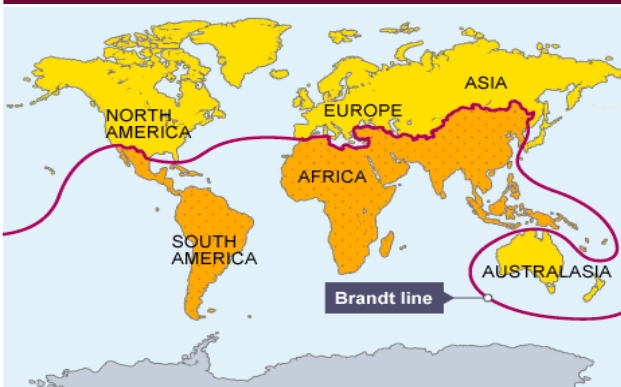 ASIA
EUROPE
NORTH
AMERICA
AFRICA
SOUTH
AMERICA
AUSTRALASIA
Brandt line